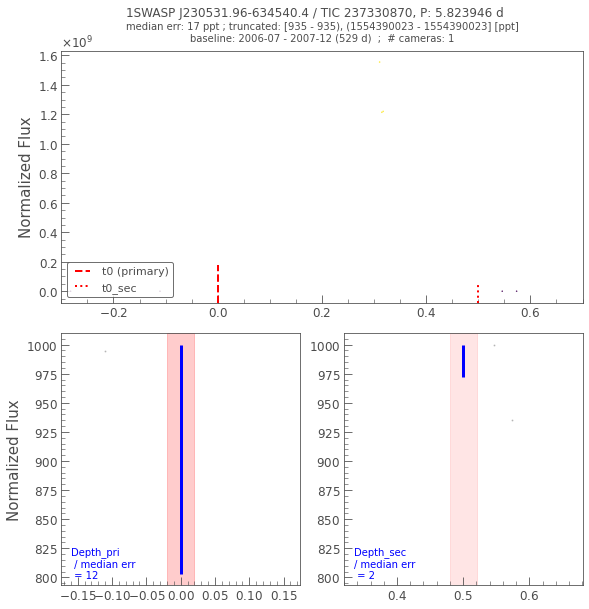 1SWASP J230531.96-634540.4 / TIC 237330870, P: 5.823946 d
median err: 17 ppt ; truncated: [935 - 935), (1554390023 - 1554390023] [ppt]
baseline: 2006-07 - 2007-12 (529 d)  ;  # cameras: 1
×10⁹
1.6
1.4
1.2
1.0
0.8
0.6
0.4
0.2
0.0
Normalized Flux
t0 (primary)
t0_sec
−0.2 0.0 0.2 0.4 0.6
1000
975
950
925
900
875
850
825
800
Normalized Flux
Depth_pri
/ median err
= 12
−0.15 −0.10 −0.05 0.00 0.05 0.10 0.15
1000
975
950
925
900
875
850
825
800
Depth_sec
/ median err
= 2
0.4 0.5 0.6